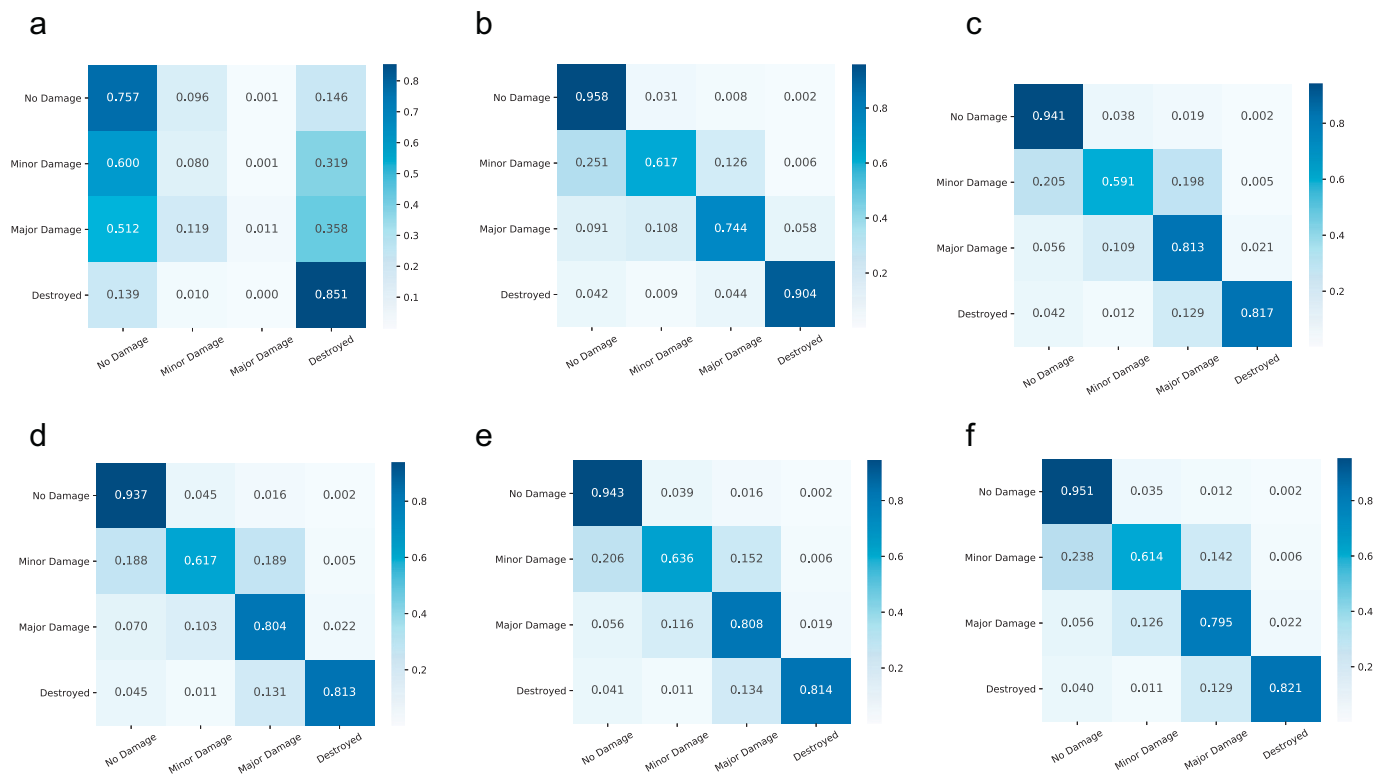 a
0.8
No Damage 0.757 0.096 0.001 0.146
0.7
0.6
Minor Damage 0.600 0.080 0.001 0.319
0.5
0.4
Major Damage 0.512 0.119 0.011 0.358
0.3
0.2
Destroyed 0.139 0.010 0.000 0.851
0.1
No Damage Minor Damage Major Damage Destroyed
b
No Damage 0.958 0.031 0.008 0.002
0.8
Minor Damage 0.251 0.617 0.126 0.006
0.6
0.4
Major Damage 0.091 0.108 0.744 0.058
0.2
Destroyed 0.042 0.009 0.044 0.904
No Damage Minor Damage Major Damage Destroyed
c
No Damage 0.941 0.038 0.019 0.002
0.8
Minor Damage 0.205 0.591 0.198 0.005
0.6
0.4
Major Damage 0.056 0.109 0.813 0.021
0.2
Destroyed 0.042 0.012 0.129 0.817
No Damage Minor Damage Major Damage Destroyed
d
No Damage 0.937 0.045 0.016 0.002
0.8
Minor Damage 0.188 0.617 0.189 0.005
0.6
0.4
Major Damage 0.070 0.103 0.804 0.022
0.2
Destroyed 0.045 0.011 0.131 0.813
No Damage Minor Damage Major Damage Destroyed
e
No Damage 0.943 0.039 0.016 0.002
0.8
Minor Damage 0.206 0.636 0.152 0.006
0.6
0.4
Major Damage 0.056 0.116 0.808 0.019
0.2
Destroyed 0.041 0.011 0.134 0.814
No Damage Minor Damage Major Damage Destroyed
f
No Damage 0.951 0.035 0.012 0.002
0.8
Minor Damage 0.238 0.614 0.142 0.006
0.6
0.4
Major Damage 0.056 0.126 0.795 0.022
0.2
Destroyed 0.040 0.011 0.129 0.821
No Damage Minor Damage Major Damage Destroyed